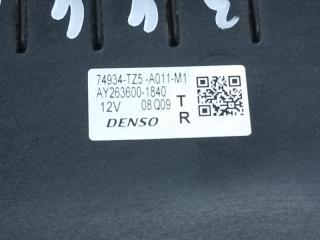 74934-TZ5 -A011-M1
AY263600-1840
12V 08Q09 T
DENSO R